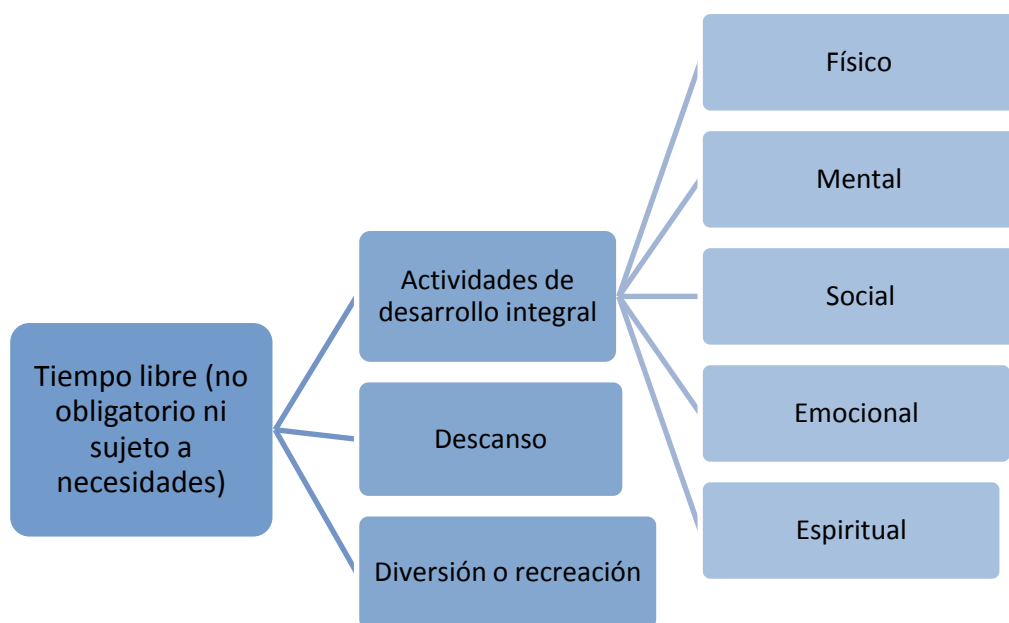 Tiempo libre (no
obligatorio ni
sujeto a
necesidades)
Actividades de
desarrollo integral
Descanso
Diversión o recreación
Físico
Mental
Social
Emocional
Espiritual